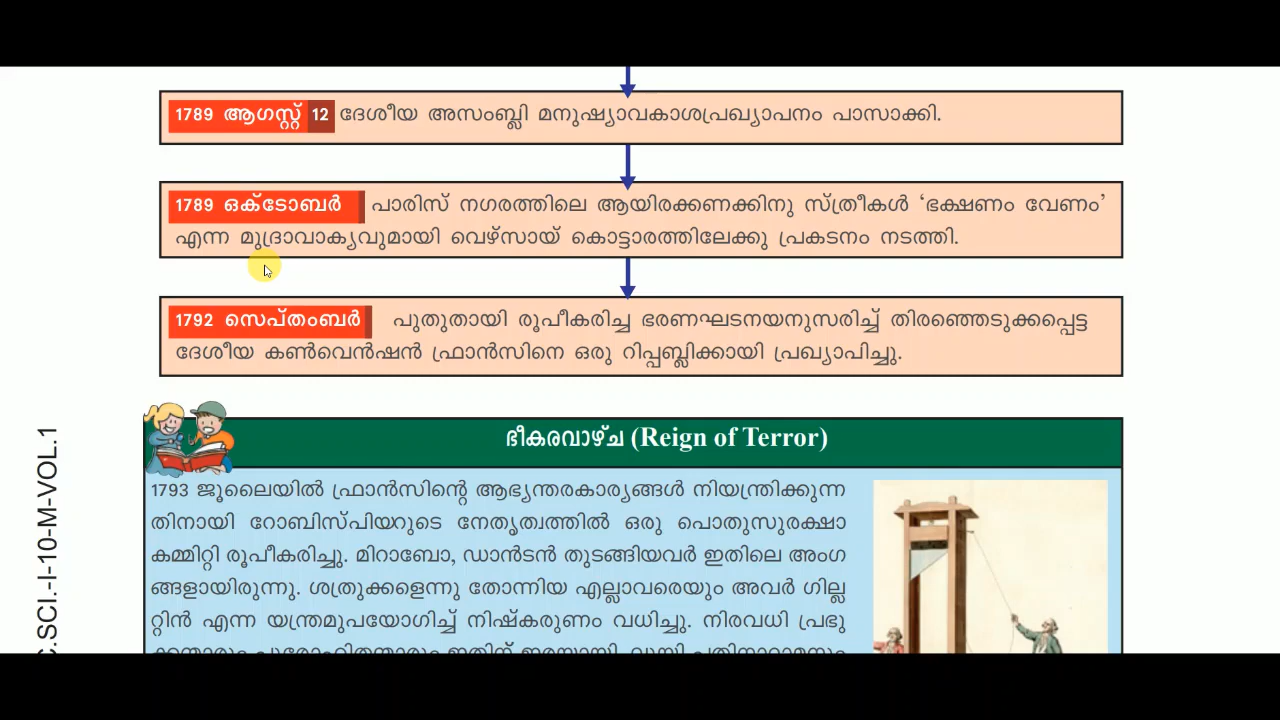 1789 ആഗസ്റ്റ് 12 ദേശീയ അസംബ്ലി മനുഷ്യാവകാശപ്രഖ്യാപനം പാസാക്കി.
1789 ഒക്ടോബർ പാരിസ് നഗരത്തിലെ ആയിരക്കണക്കിനു സ്ത്രീകൾ ‘ഭക്ഷണം വേണം’
എന്ന മുദ്രാവാക്യവുമായി വെഴ്സായ് കൊട്ടാരത്തിലേക്കു പ്രകടനം നടത്തി.
1792 സെപ്തംബർ പുതുതായി രൂപീകരിച്ച ഭരണഘടനയനുസരിച്ച് തിരഞ്ഞെടുക്കപ്പെട്ട
ദേശീയ കൺവെൻഷൻ ഫ്രാൻസിനെ ഒരു റിപ്പബ്ലിക്കായി പ്രഖ്യാപിച്ചു.
ഭീകരവാഴ്ച (Reign of Terror)
1793 ജൂലൈയിൽ ഫ്രാൻസിന്റെ ആഭ്യന്തരകാര്യങ്ങൾ നിയന്ത്രിക്കുന്ന
തിനായി റോബിസ്പിയറുടെ നേതൃത്വത്തിൽ ഒരു പൊതുസുരക്ഷാ
കമ്മിറ്റി രൂപീകരിച്ചു. മിറാബോ, ഡാൻടൻ തുടങ്ങിയവർ ഇതിലെ അംഗ
ങ്ങളായിരുന്നു. ശത്രുക്കളെന്നു തോന്നിയ എല്ലാവരെയും അവർ ഗില്ല
റ്റിൻ എന്ന യന്ത്രമുപയോഗിച്ച് നിഷ്കരുണം വധിച്ചു. നിരവധി പ്രഭു
SCI.-I-10-M-VOL.1